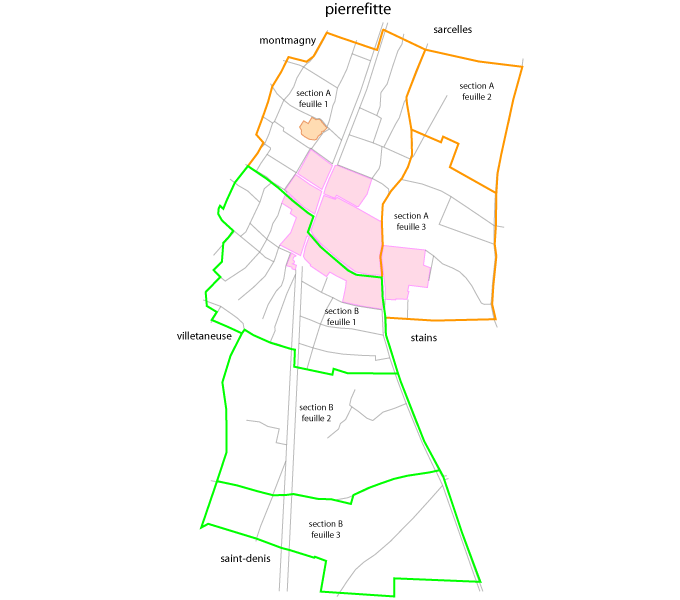 pierrefitte
sarcelles
montmagny
section A
feuille 2
section A
feuille 1
section A
feuille 3
section B
feuille 1
villetaneuse
stains
section B
feuille 2
section B
feuille 3
saint-denis